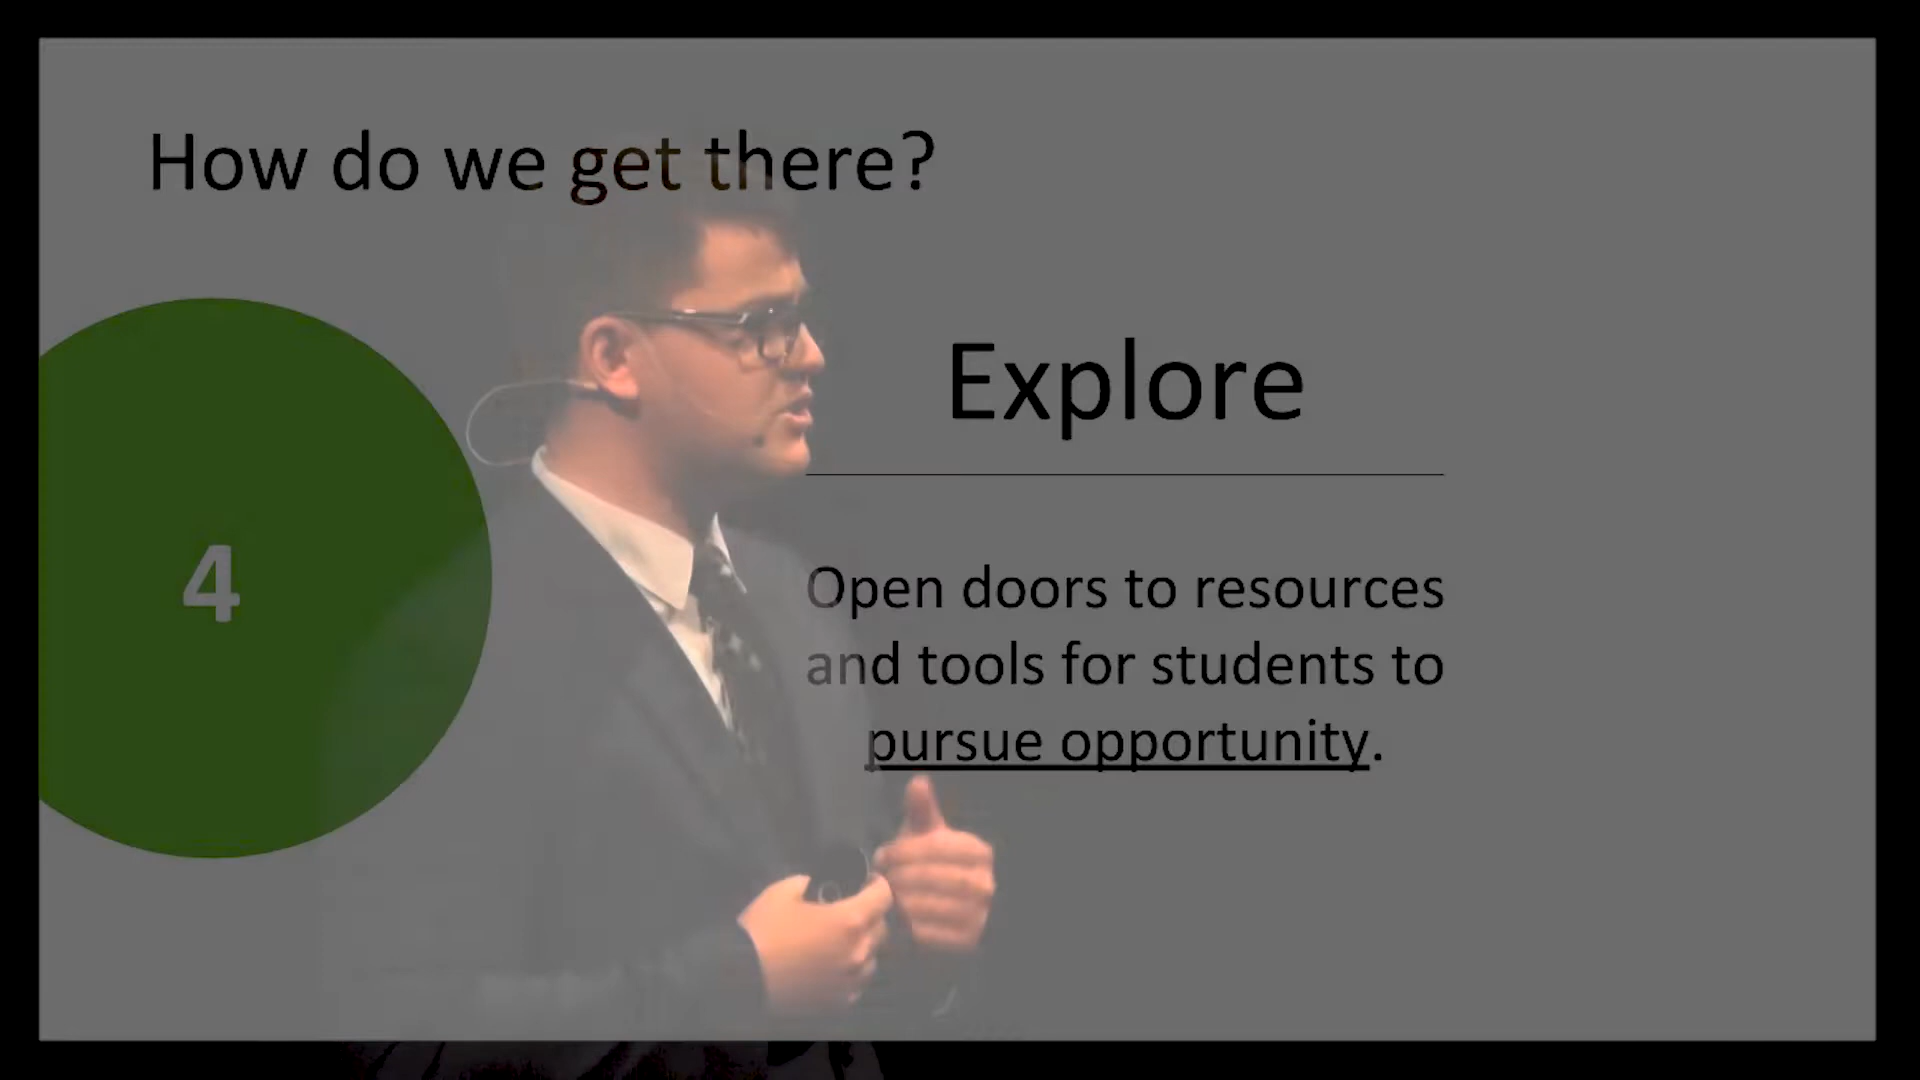 How do we get there?
4
Explore
Open doors to resources
and tools for students to
pursue opportunity.